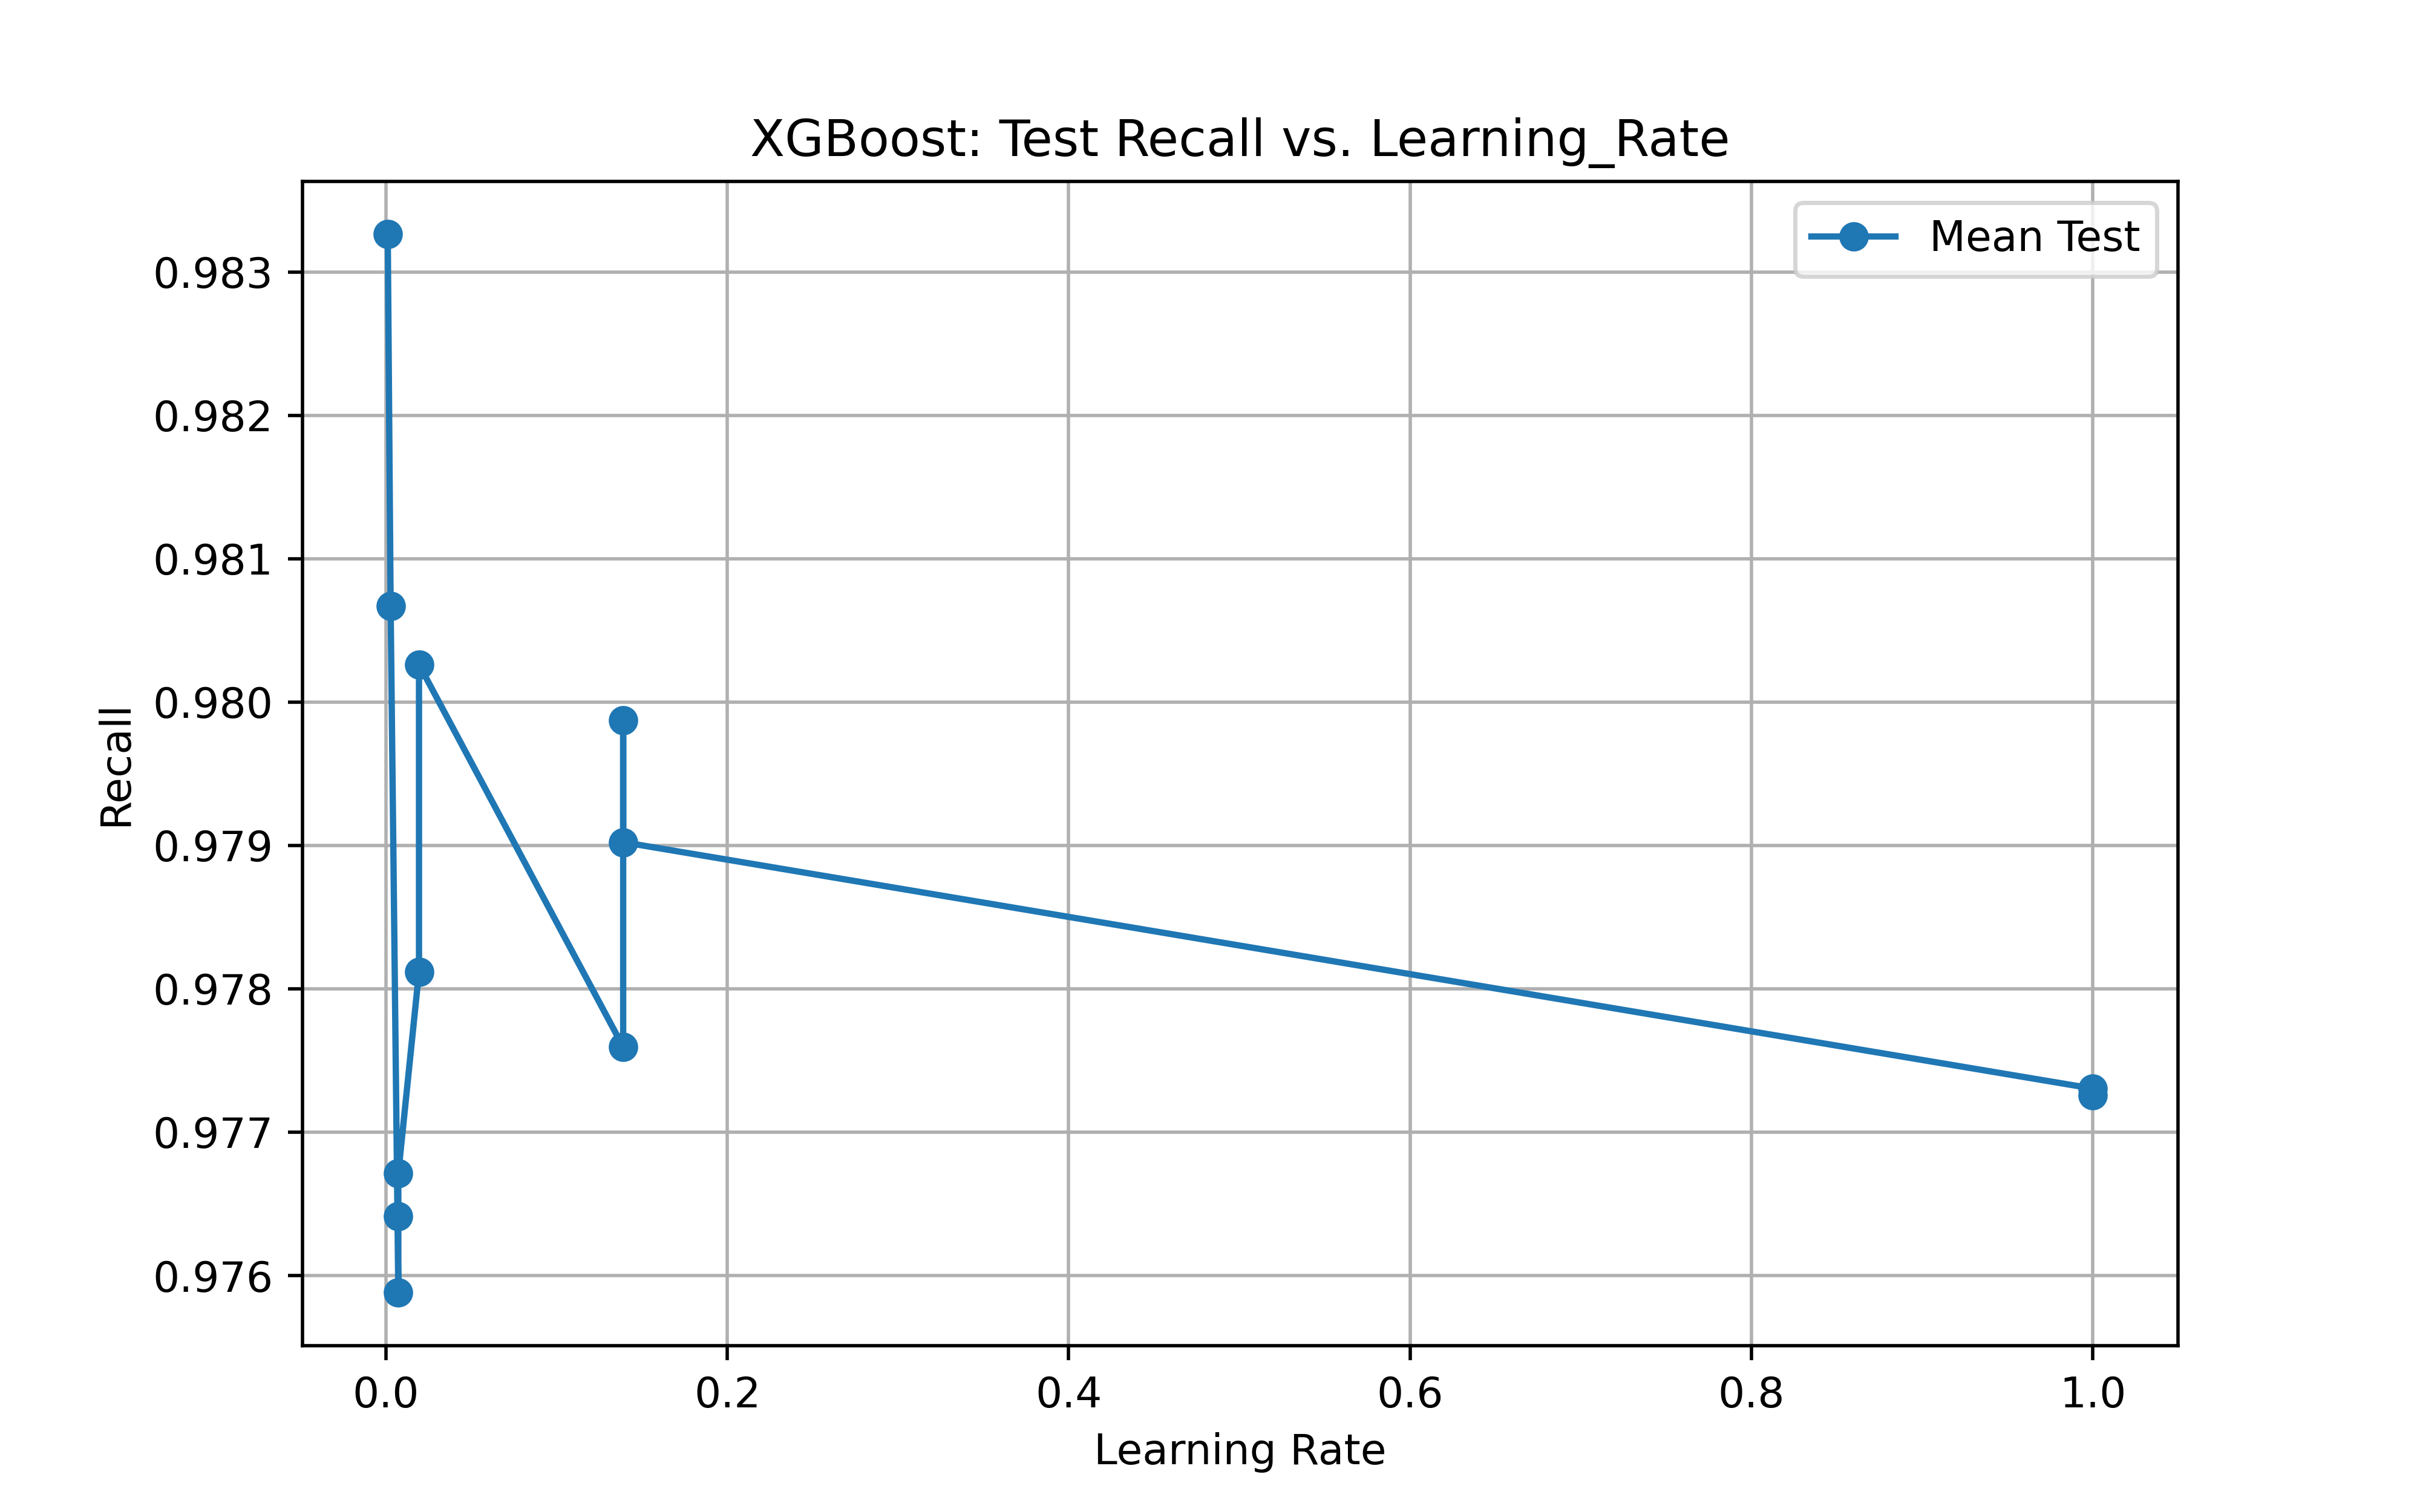 XGBoost: Test Recall vs. Learning_Rate
Mean Test
0.983
0.982
0.981
0.980
0.979
0.978
0.977
0.976
Recall
0.0 0.2 0.4 0.6 0.8 1.0
Learning Rate